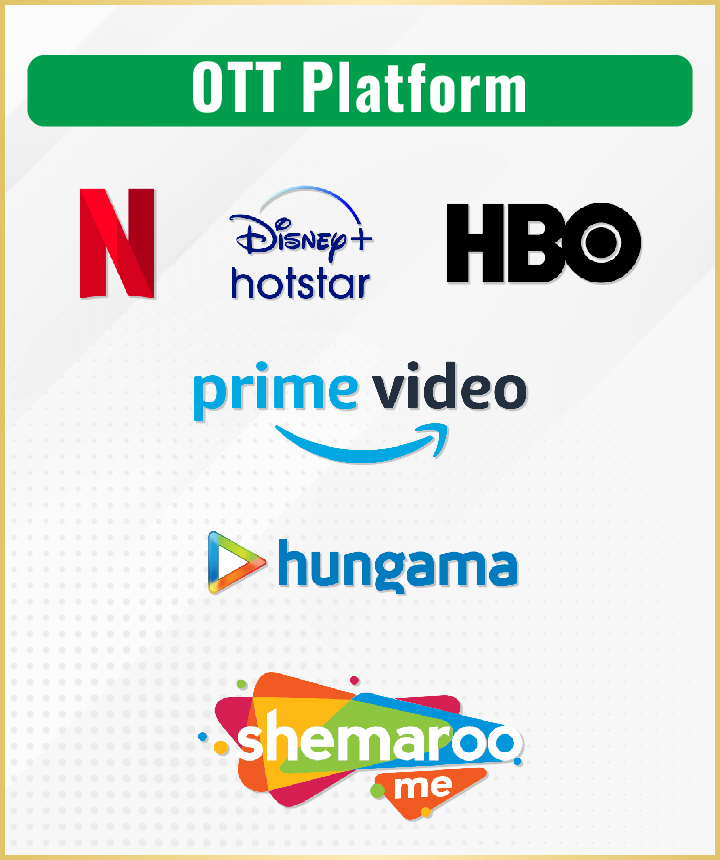 OTT Platform
N
Disney+
hotstar
HBO
prime video
hungama
shemaroo
me